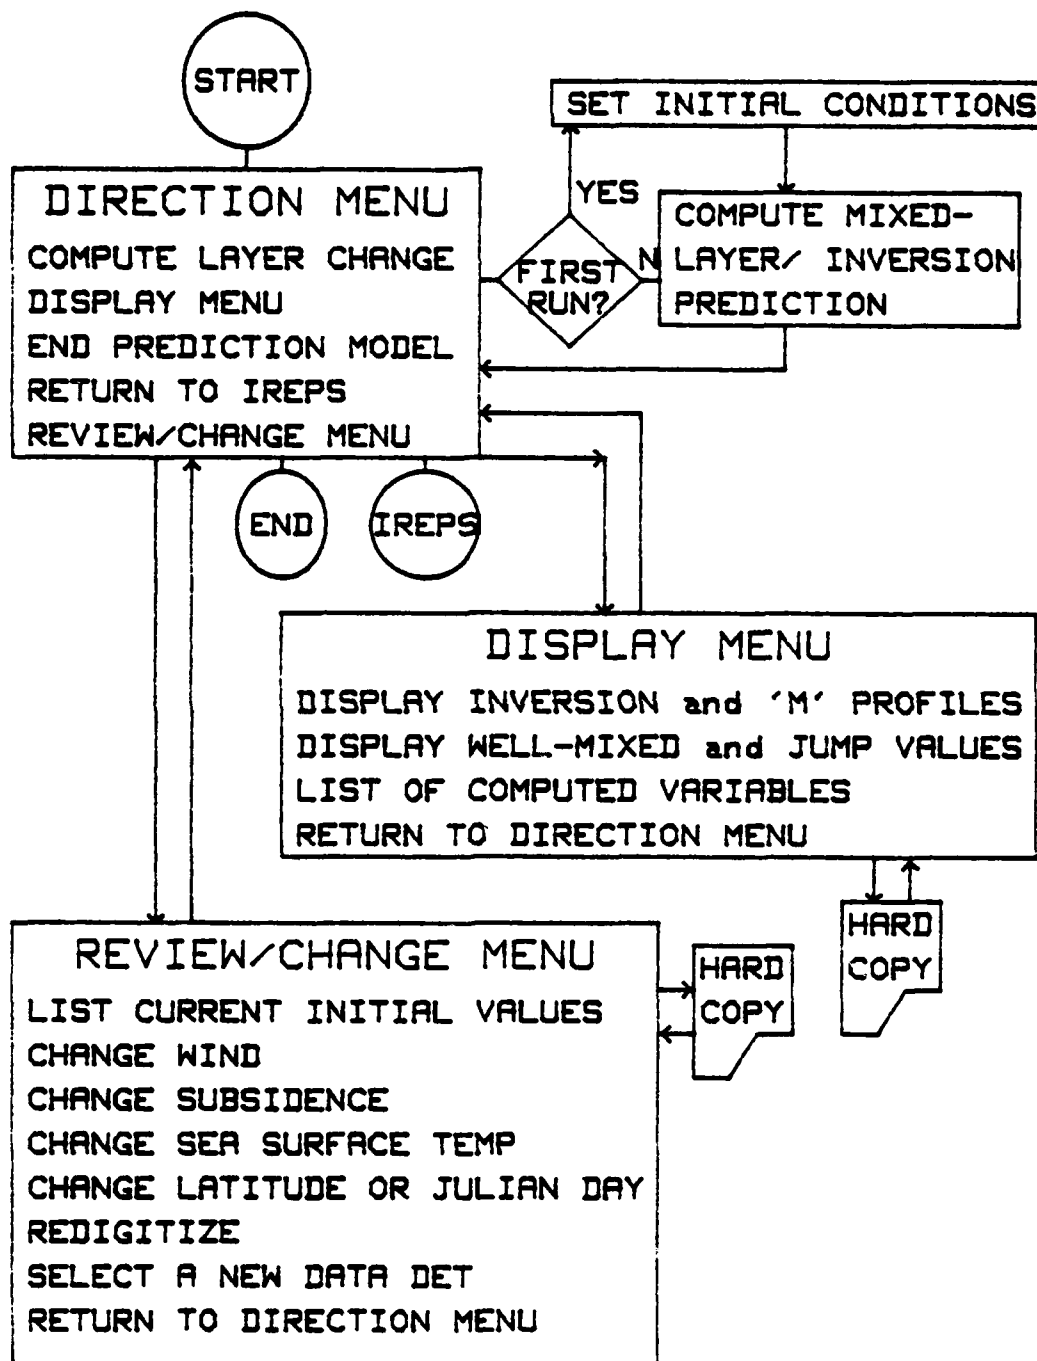 START
SET INITIAL CONDITIONS
DIRECTION MENU
COMPUTE LAYER CHANGE
DISPLAY MENU
END PREDICTION MODEL
RETURN TO IREPS
REVIEW/CHANGE MENU
YES
FIRST
RUN?
N
COMPUTE MIXED-
LAYER/ INVERSION
PREDICTION
END
IREPS
DISPLAY MENU
DISPLAY INVERSION and 'M' PROFILES
DISPLAY WELL-MIXED and JUMP VALUES
LIST OF COMPUTED VARIABLES
RETURN TO DIRECTION MENU
HARD
COPY
REVIEW/CHANGE MENU
LIST CURRENT INITIAL VALUES
CHANGE WIND
CHANGE SUBSIDENCE
CHANGE SEA SURFACE TEMP
CHANGE LATITUDE OR JULIAN DAY
REDIGITIZE
SELECT A NEW DATA DET
RETURN TO DIRECTION MENU
HARD
COPY